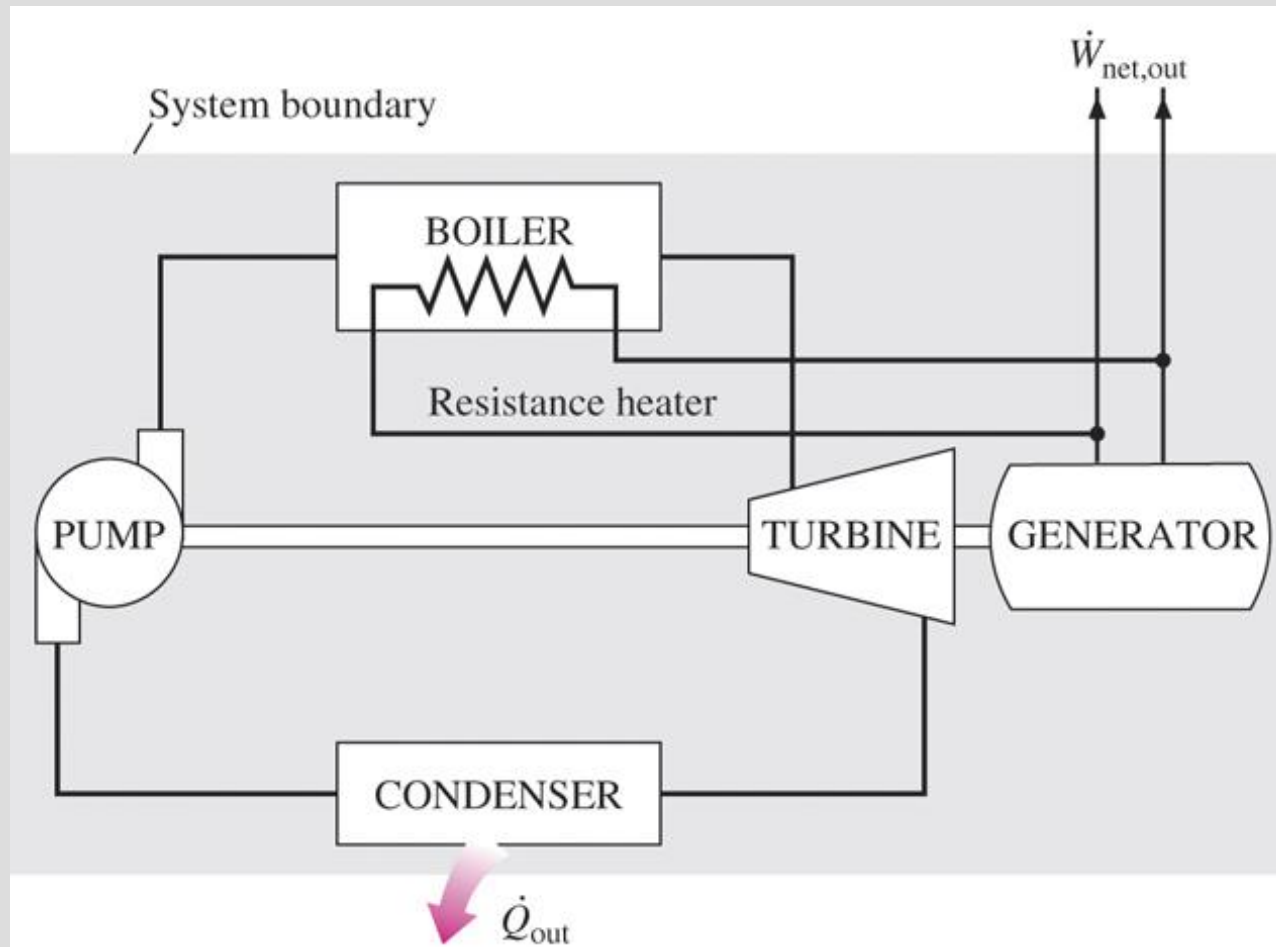 Ẇnet,out
System boundary
BOILER
Resistance heater
PUMP
TURBINE
GENERATOR
CONDENSER
Q̇out